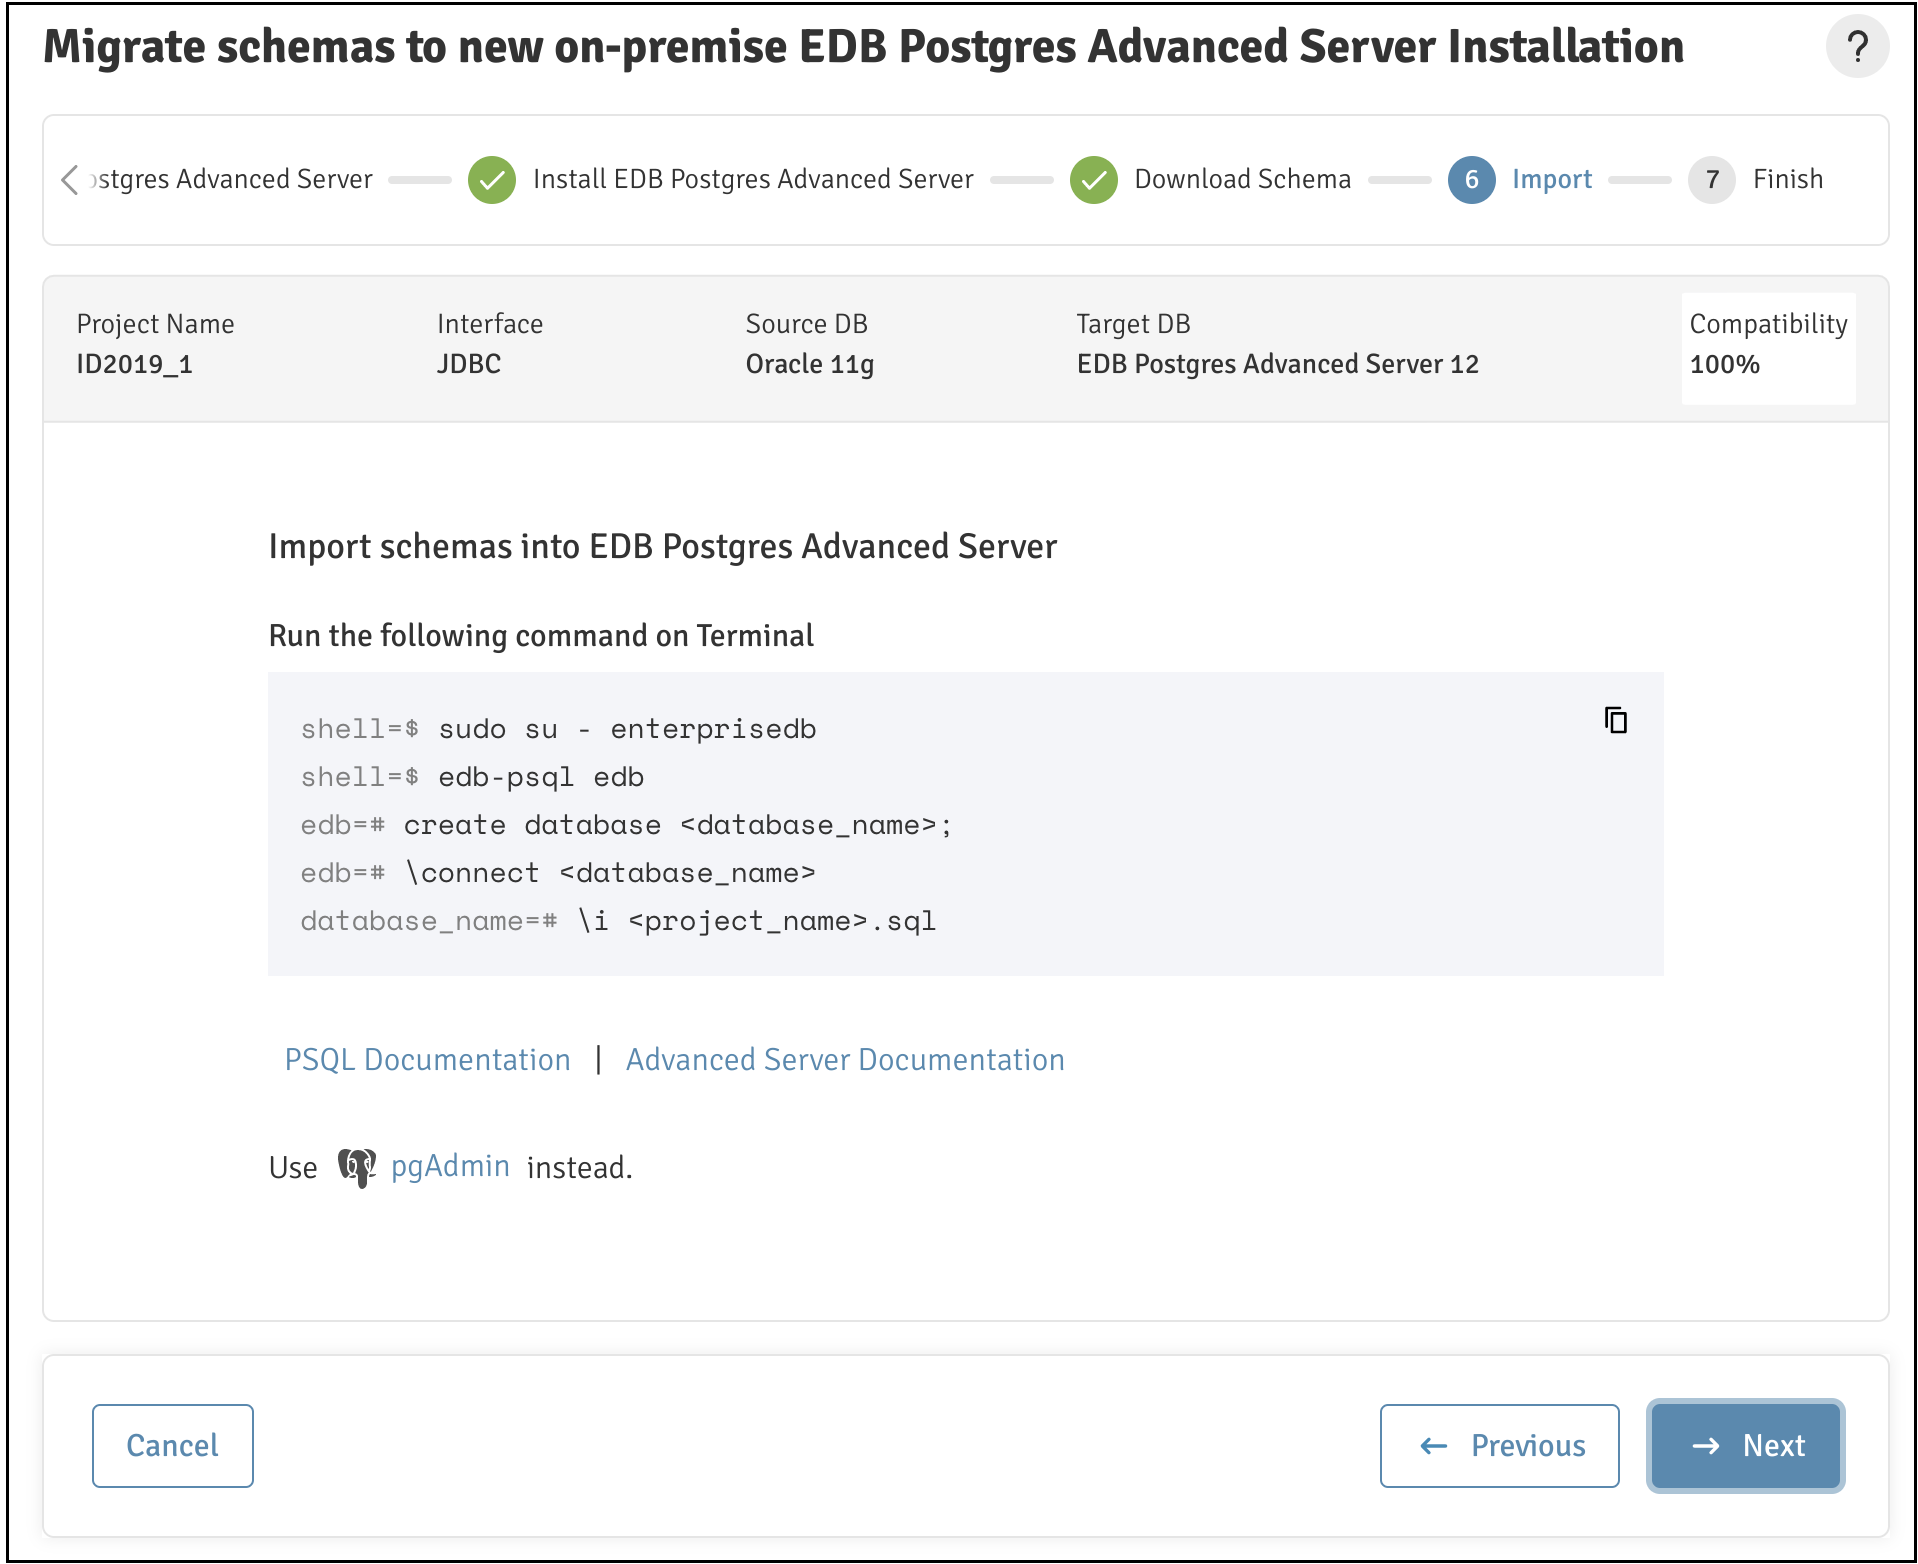 Migrate schemas to new on-premise EDB Postgres Advanced Server Installation
?
ostgres Advanced Server Install EDB Postgres Advanced Server Download Schema 6 Import 7 Finish
Project Name Interface Source DB Target DB Compatibility
ID2019_1 JDBC Oracle 11g EDB Postgres Advanced Server 12 100%
Import schemas into EDB Postgres Advanced Server
Run the following command on Terminal
shell=$ sudo su - enterprisedb
shell=$ edb-psql edb
edb=# create database <database_name>;
edb=# \connect <database_name>
database_name=# \i <project_name>.sql
PSQL Documentation | Advanced Server Documentation
Use pgAdmin instead.
Cancel ← Previous → Next